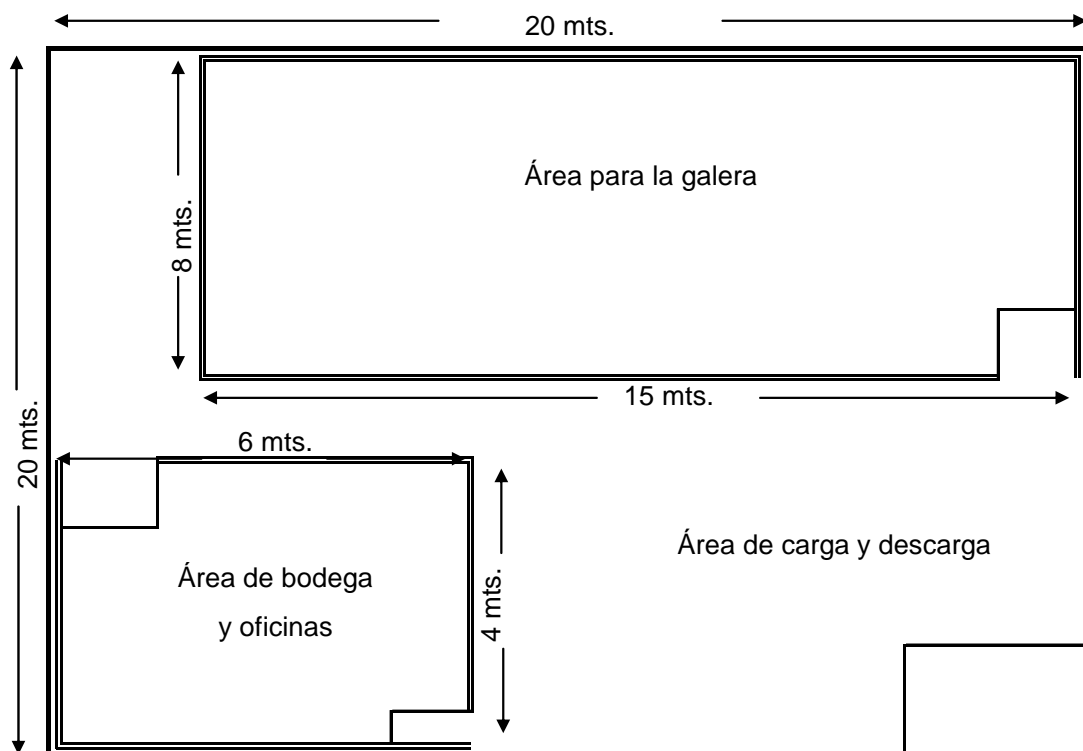 20 mts.
Área para la galera
8 mts.
15 mts.
20 mts.
6 mts.
Área de carga y descarga
Área de bodega
y oficinas
4 mts.